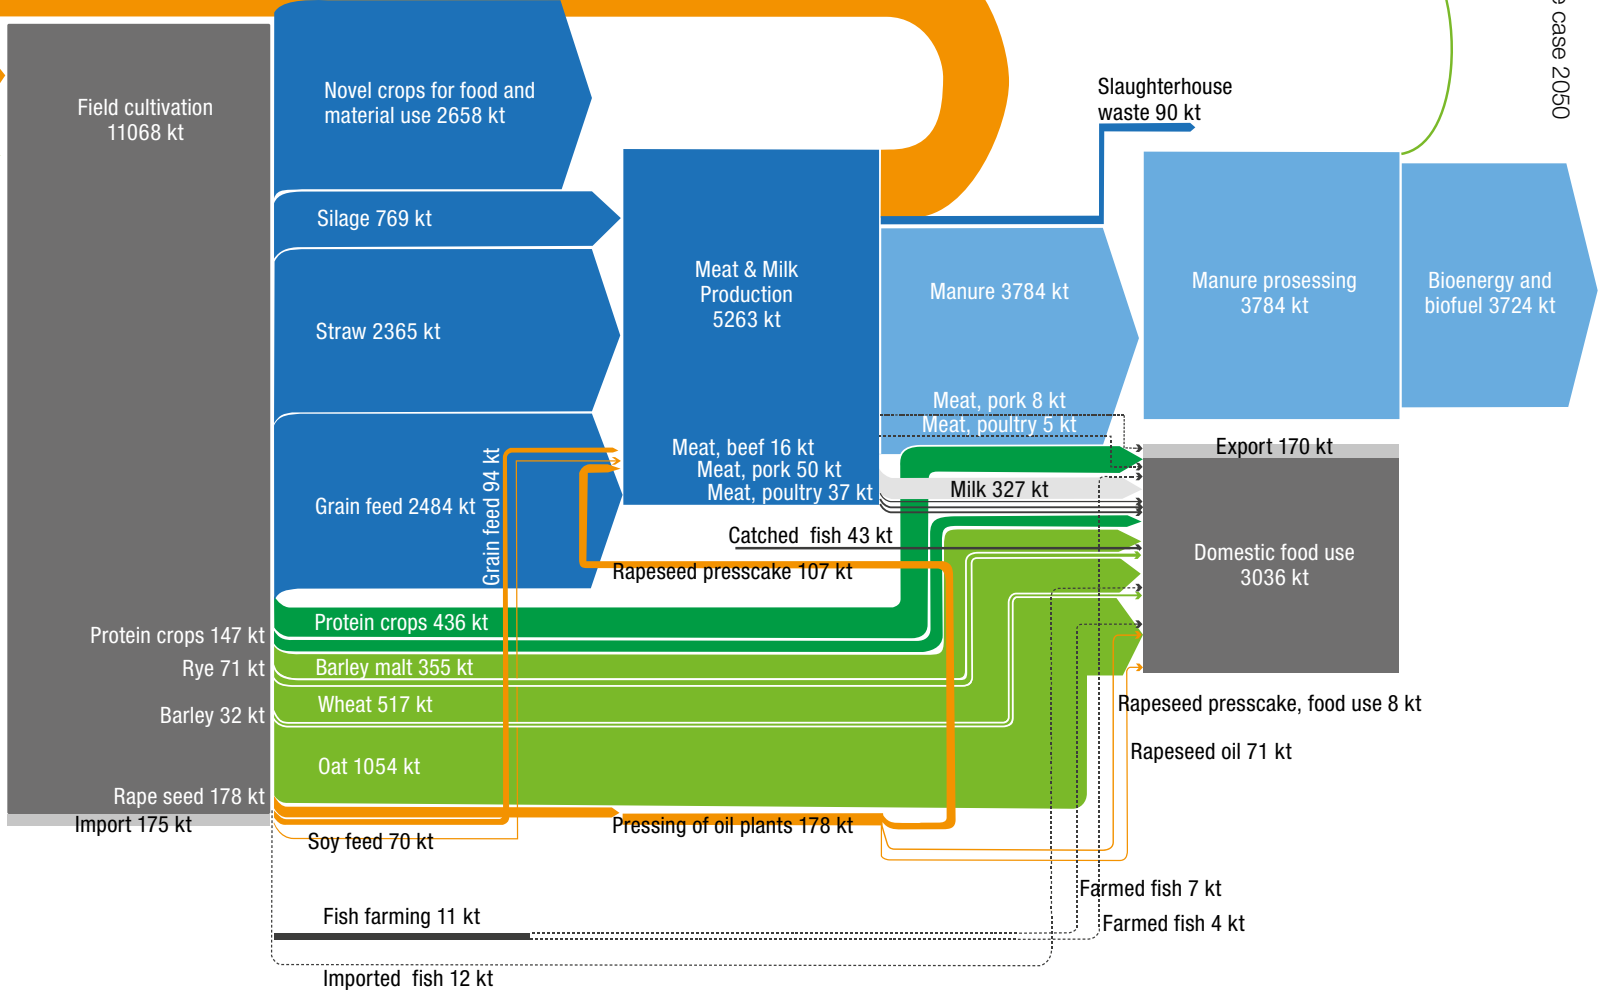 e case 2050
Field cultivation
11068 kt
Novel crops for food and
material use 2658 kt
Slaughterhouse
waste 90 kt
Silage 769 kt
Meat & Milk
Production
5263 kt
Manure 3784 kt
Manure prosessing
3784 kt
Bioenergy and
biofuel 3724 kt
Straw 2365 kt
Meat, pork 8 kt
Meat, poultry 5 kt
Meat, beef 16 kt
Meat, pork 50 kt
Meat, poultry 37 kt
Export 170 kt
Milk 327 kt
Grain feed 2484 kt
Grain feed 94 kt
Catched fish 43 kt
Rapeseed presscake 107 kt
Domestic food use
3036 kt
Protein crops 436 kt
Protein crops 147 kt
Rye 71 kt
Barley malt 355 kt
Wheat 517 kt
Barley 32 kt
Rapeseed presscake, food use 8 kt
Rapeseed oil 71 kt
Oat 1054 kt
Rape seed 178 kt
Import 175 kt
Pressing of oil plants 178 kt
Soy feed 70 kt
Farmed fish 7 kt
Fish farming 11 kt
Farmed fish 4 kt
Imported fish 12 kt